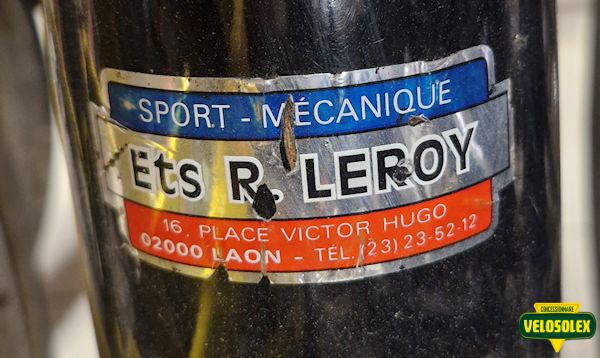 SPORT - MÉCANIQUE
Ets R. LEROY
16, PLACE VICTOR HUGO
02000 LAON - TÉL. (23) 23-52-12
CONCESSIONNAIRE
VELOSOLEX